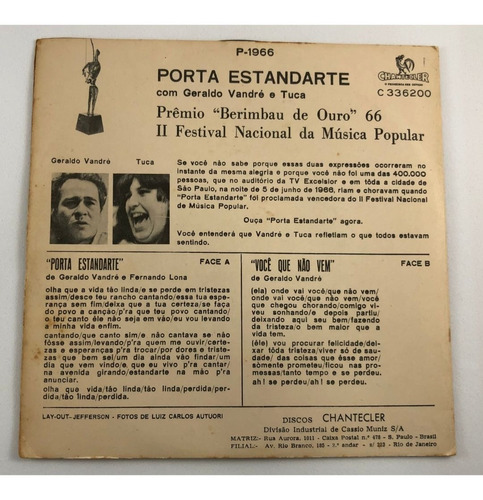 P-1966
PORTA ESTANDARTE
com Geraldo Vandré e Tuca
CHANTECLER
C 336200
Prêmio "Berimbau de Ouro" 66
II Festival Nacional da Música Popular
Geraldo Vandré
Tuca
Se você não sabe porque essas duas expressões ocorreram no
instante da mesma alegria e porque você não foi uma das 400.000
pessoas, que no auditório da TV Excelsior e em tôda a cidade de
São Paulo, na noite de 5 de junho de 1966, riam e choravam quando
"Porta Estandarte" foi proclamada vencedora do II Festival Nacional
de Música Popular.
Ouça "Porta Estandarte" agora.
Você entenderá que Vandré e Tuca refletiam o que todos estavam
sentindo.
"PORTA ESTANDARTE"
FACE A
de Geraldo Vandré e Fernando Lona
olha que a vida tão linda/e se perde em tristezas
assim/desce teu rancho cantando/essa tua espe-
rança sem fim/deixa que a tua certeza/se faça
do povo a canção/pra que teu povo cantando/
e teu canto êle não seja em vão/eu vou levando
a minha vida enfim.
cantando/que canto sim/e não cantava se não
fôsse assim/levando/p'ra quem me ouvir/certe-
zas e esperanças p'ra trocar/por dores e triste-
zas que bem sei/um dia ainda vão findar/um
dia que vem vindo/e que eu vivo p'ra cantar/
na avenida girando/estandarte na mão p'ra
anunciar.
olha que vida/tão linda/tão linda/perdida/per-
dida/tão linda/perdida.
"VOCÊ QUE NÃO VEM"
FACE B
de Geraldo Vandré
(ela) onde vai você/que não vem/
onde vai você/que não vem/você
que chegou chorando/comigo vi-
veu sonhando/e depois partiu/
deixando aqui seu bem/fazendo
da tristeza/o bem maior que a
vida tem.
(êle) vou procurar felicidade/dei-
xar tôda tristeza/viver só de sau-
dade/ das coisas que êsse amor/
sòmente prometeu/ficou nas pro-
messas/tanto tempo e se perdeu.
ah! se perdeu/ah! se perdeu.
LAY-OUT-JEFFERSON - FOTOS DE LUIZ CARLOS AUTUORI
DISCOS CHANTECLER
Divisão Industrial de Cassio Muniz S/A
MATRIZ:- Rua Aurora, 1011 - Caixa Postal n.º 478 - S. Paulo - Brasil
FILIAL:- Av. Rio Branco, 185 - andar - Rio de Janeiro